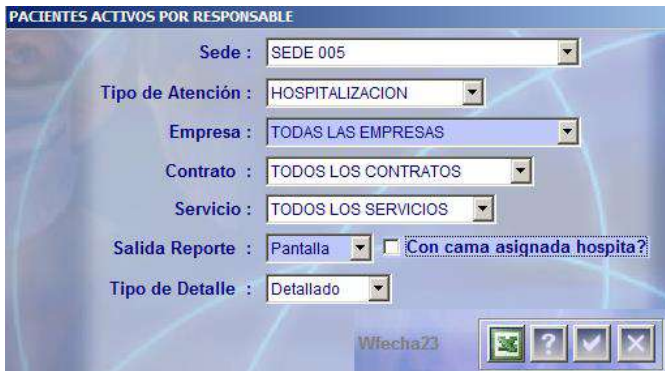 PACIENTES ACTIVOS POR RESPONSABLE
Sede : SEDE 005
Tipo de Atención : HOSPITALIZACION
Empresa : TODAS LAS EMPRESAS
Contrato : TODOS LOS CONTRATOS
Servicio : TODOS LOS SERVICIOS
Salida Reporte : Pantalla Con cama asignada hospita?
Tipo de Detalle : Detallado
Wfecha23 ?